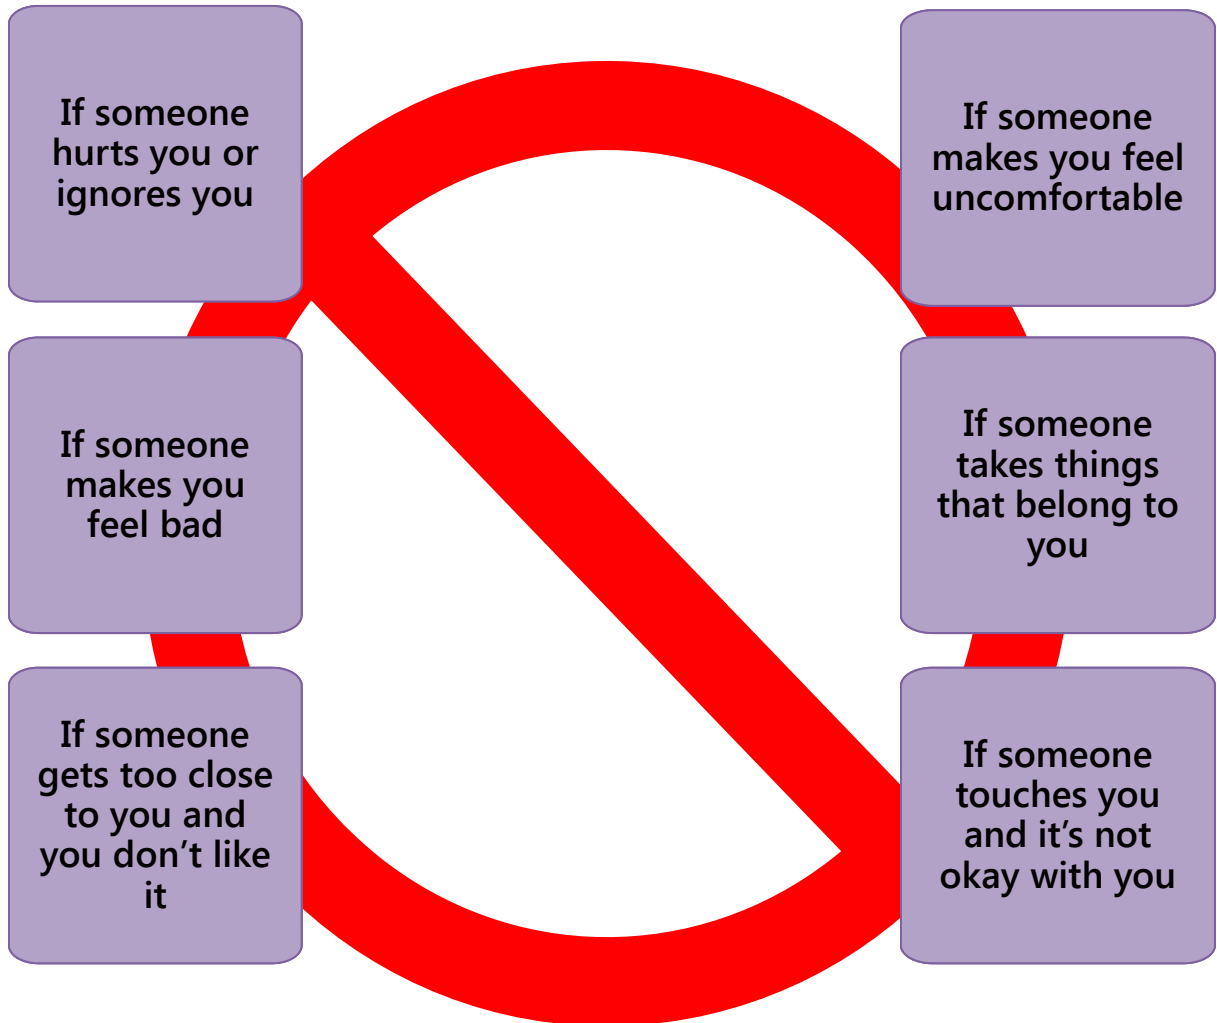 If someone
hurts you or
ignores you
If someone
makes you feel
uncomfortable
If someone
makes you
feel bad
If someone
takes things
that belong to
you
If someone
gets too close
to you and
you don’t like
it
If someone
touches you
and it’s not
okay with you